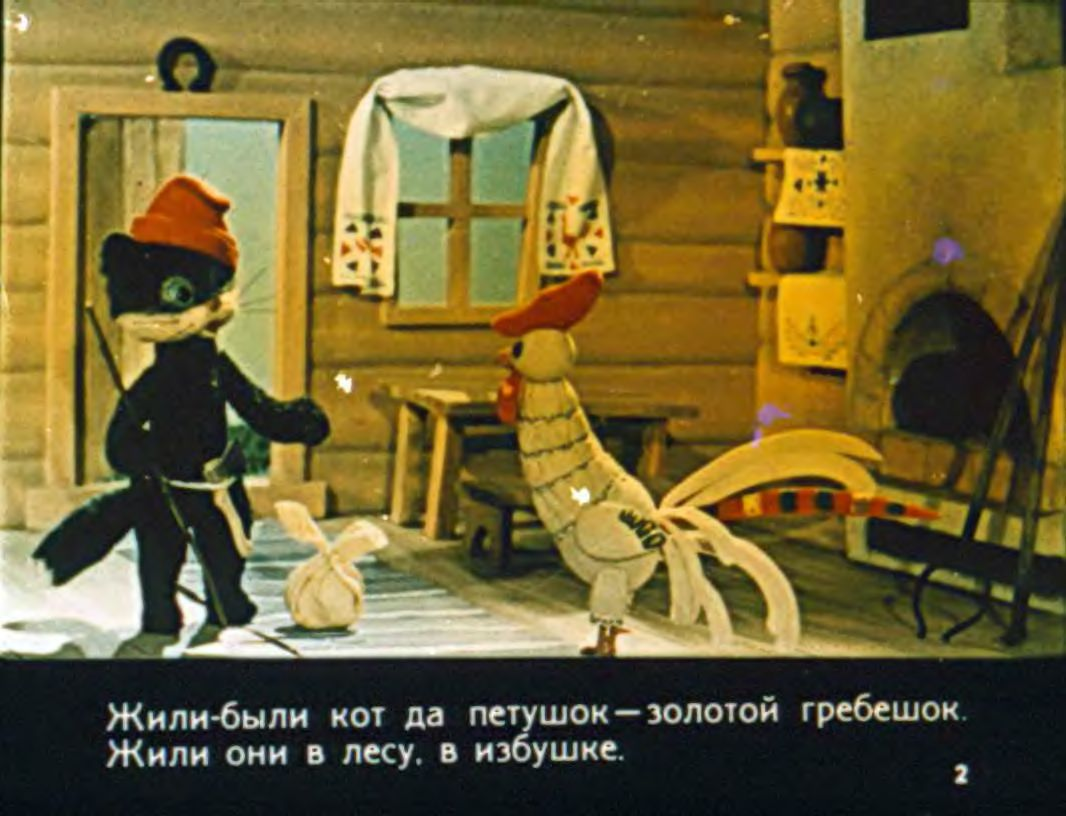 Жили-были кот да петушок—золотой гребешок.
Жили они в лесу, в избушке.
2